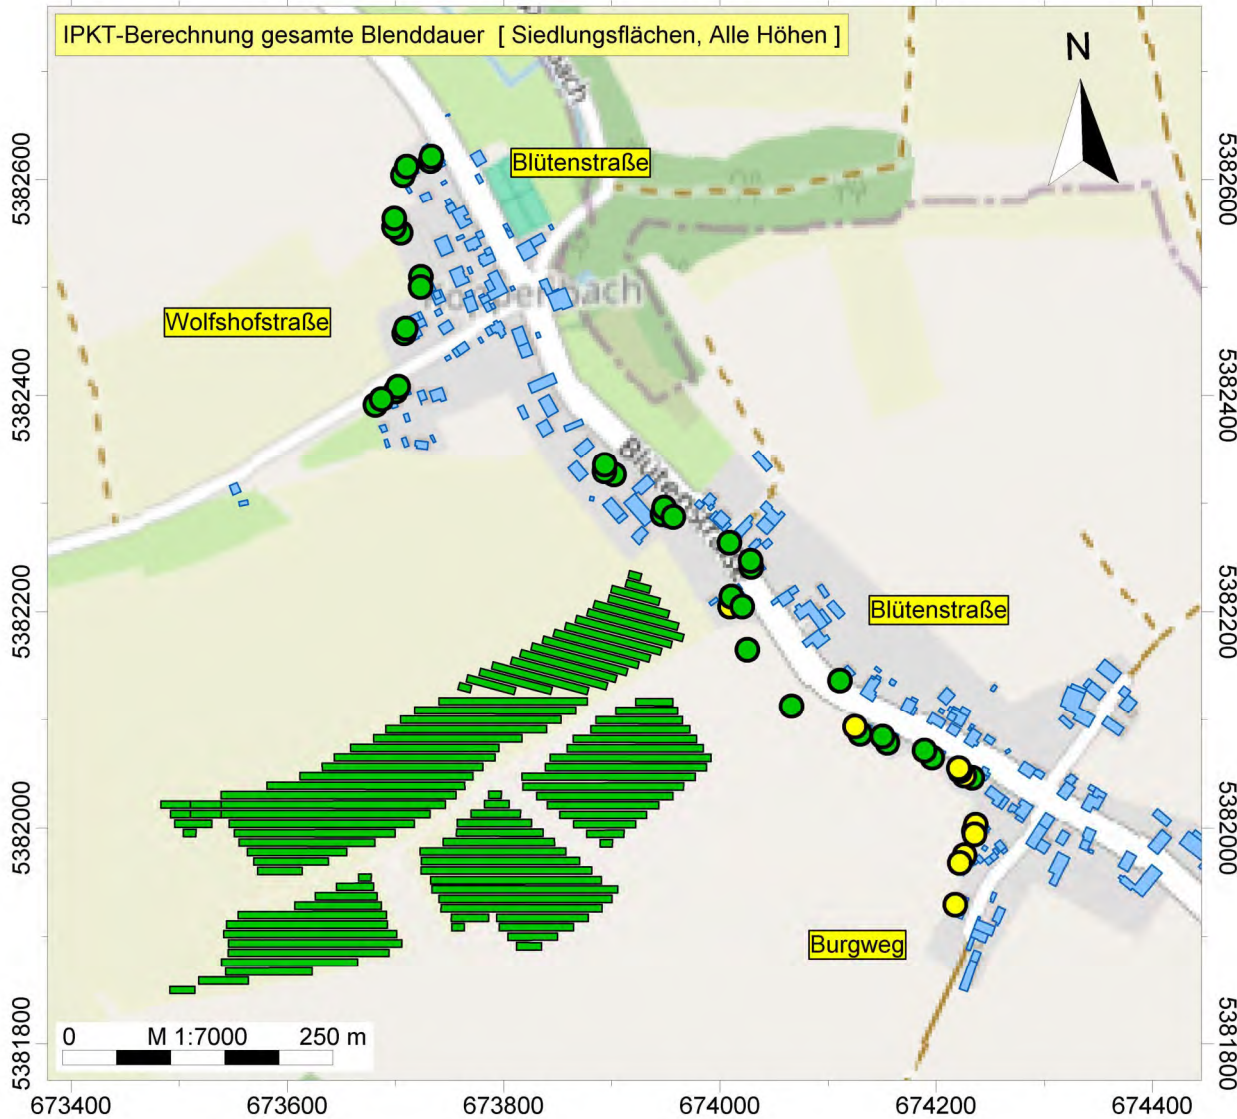 IPKT-Berechnung gesamte Blenddauer [ Siedlungsflächen, Alle Höhen ]
N
bach
Blütenstraße
5382600
5382600
Wolfshofstraße
5382400
5382400
Blütenstraße
5382200
5382200
5382000
5382000
Burgweg
0 M 1:7000 250 m
5381800
5381800
673400 673600 673800 674000 674200 674400